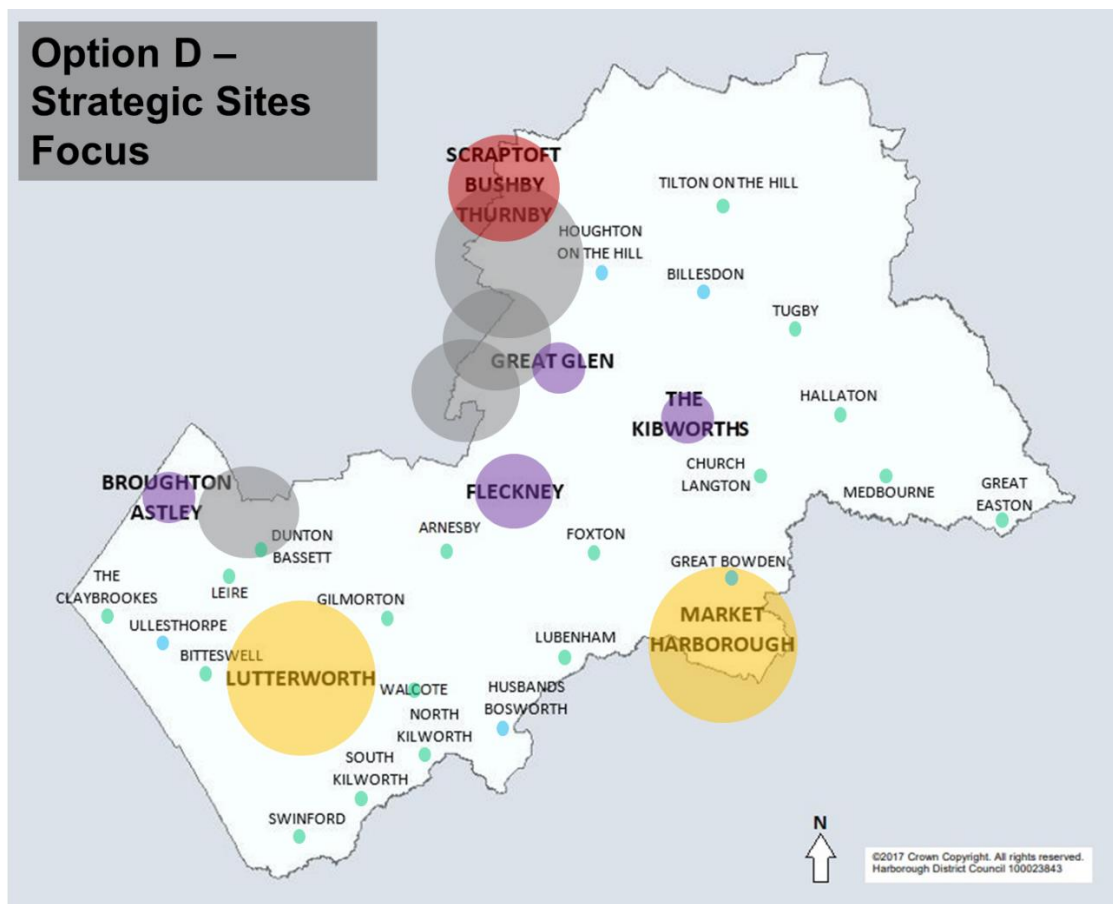 Option D –
Strategic Sites
Focus
SCRAPTOFT
BUSHBY
THURNBY
TILTON ON THE HILL
HOUGHTON
ON THE HILL
BILLESDON
TUGBY
GREAT GLEN
THE
KIBWORTHS
HALLATON
BROUGHTON
ASTLEY
FLECKNEY
CHURCH
LANGTON
MEDBOURNE
GREAT
EASTON
DUNTON
BASSETT
ARNESBY
FOXTON
GREAT BOWDEN
THE
CLAYBROOKES
LEIRE
GILMORTON
ULLESTHORPE
MARKET
HARBOROUGH
BITTESWELL
LUTTERWORTH
LUBENHAM
WALCOTE
HUSBANDS
BOSWORTH
NORTH
KILWORTH
SOUTH
KILWORTH
SWINFORD
N
©2017 Crown Copyright. All rights reserved.
Harborough District Council 100023843